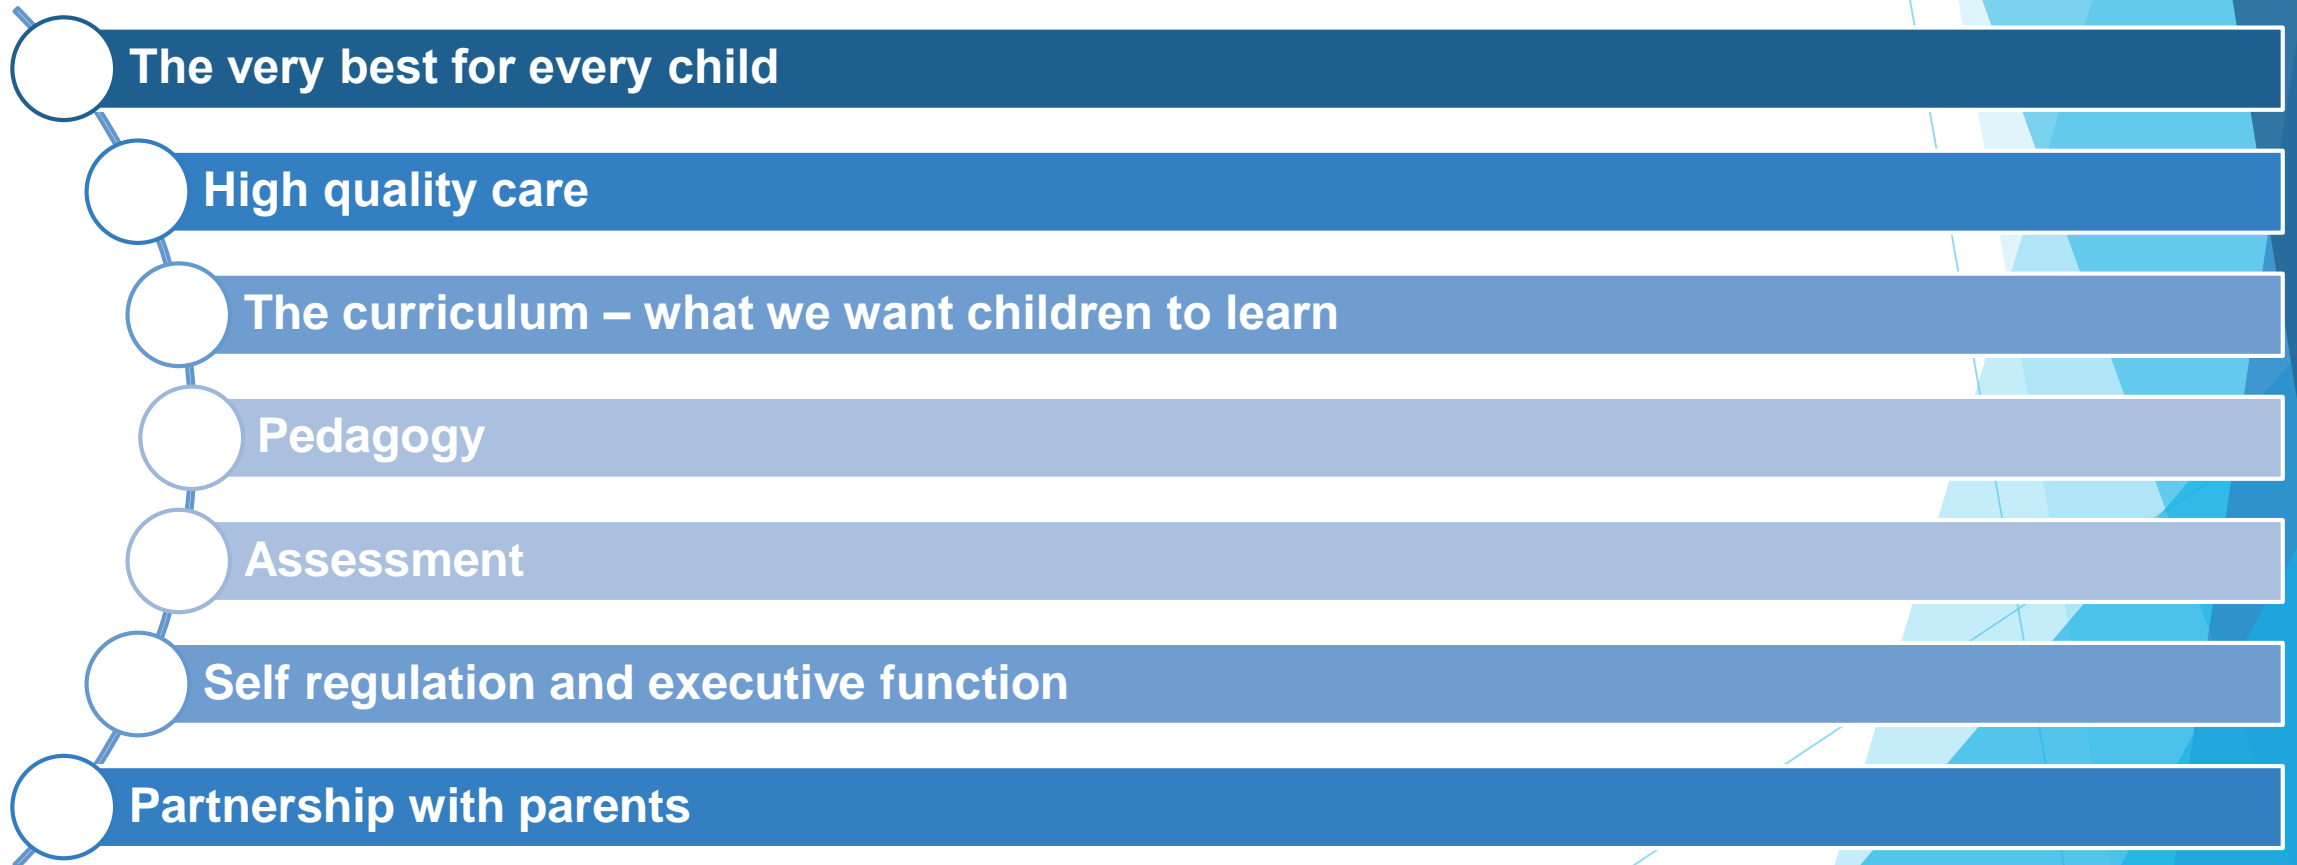 The very best for every child
High quality care
The curriculum – what we want children to learn
Pedagogy
Assessment
Self regulation and executive function
Partnership with parents